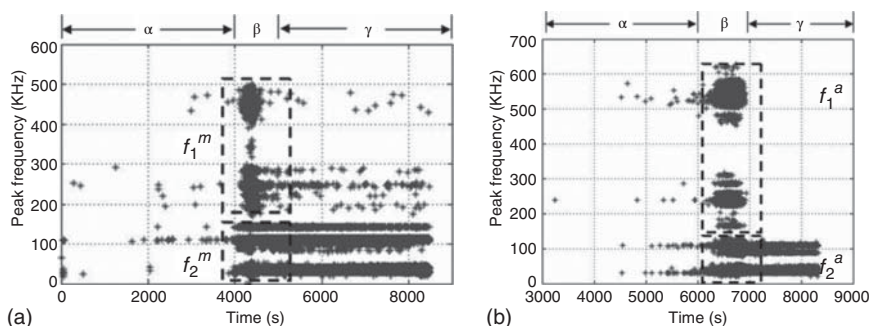 α β γ
600
500
400
300
200
100
0
Peak frequency (KHz)
f₁ᵐ
f₂ᵐ
0 2000 4000 6000 8000
(a) Time (s)
α β γ
700
600
500
400
300
200
100
0
Peak frequency (KHz)
f₁ᵃ
f₂ᵃ
3000 4000 5000 6000 7000 8000 9000
(b) Time (s)